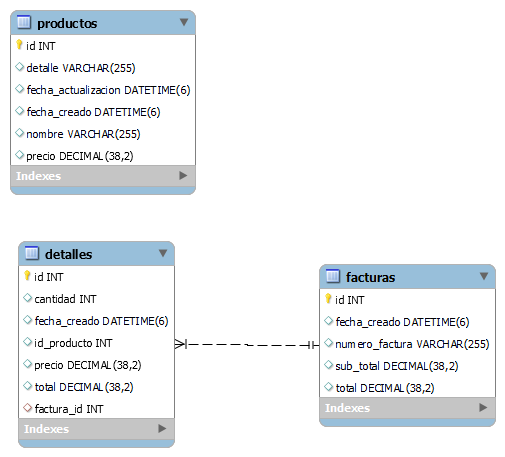 productos
id INT
detalle VARCHAR(255)
fecha_actualizacion DATETIME(6)
fecha_creado DATETIME(6)
nombre VARCHAR(255)
precio DECIMAL(38,2)
Indexes
detalles
id INT
cantidad INT
fecha_creado DATETIME(6)
id_producto INT
precio DECIMAL(38,2)
total DECIMAL(38,2)
factura_id INT
Indexes
facturas
id INT
fecha_creado DATETIME(6)
numero_factura VARCHAR(255)
sub_total DECIMAL(38,2)
total DECIMAL(38,2)
Indexes